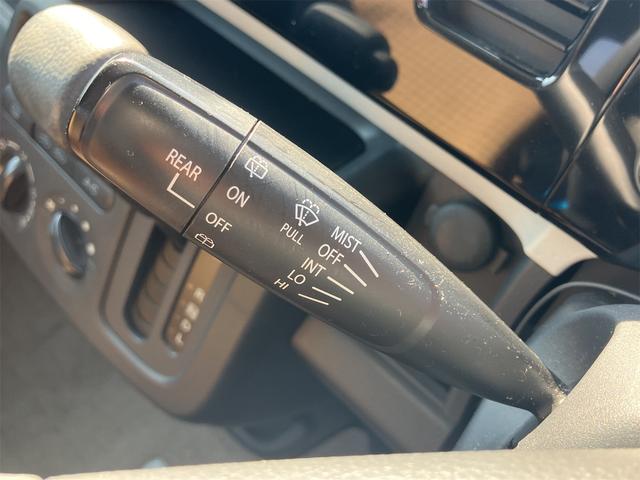 REAR
ON
OFF
PULL
MIST
OFF
INT
LO
HI